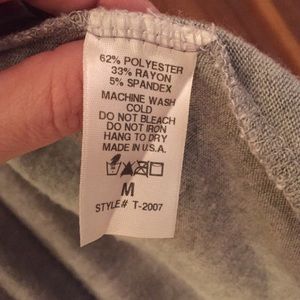 62% POLYESTER
33% RAYON
5% SPANDEX
MACHINE WASH
COLD
DO NOT BLEACH
DO NOT IRON
HANG TO DRY
MADE IN U.S.A.
M
STYLE# T-2007